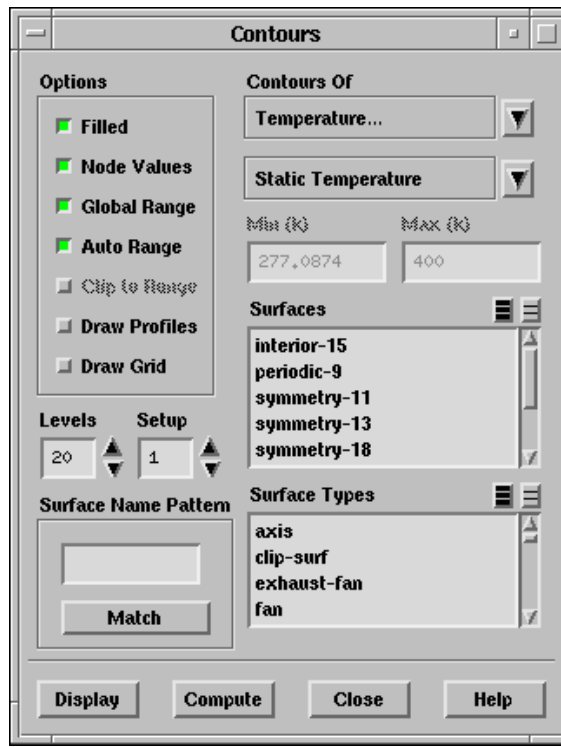 Contours
Options
Filled
Node Values
Global Range
Auto Range
Clip to Range
Draw Profiles
Draw Grid
Levels
Setup
20
1
Surface Name Pattern
Match
Contours Of
Temperature...
Static Temperature
Min (k)
Max (k)
277.0874
400
Surfaces
interior-15
periodic-9
symmetry-11
symmetry-13
symmetry-18
Surface Types
axis
clip-surf
exhaust-fan
fan
Display
Compute
Close
Help